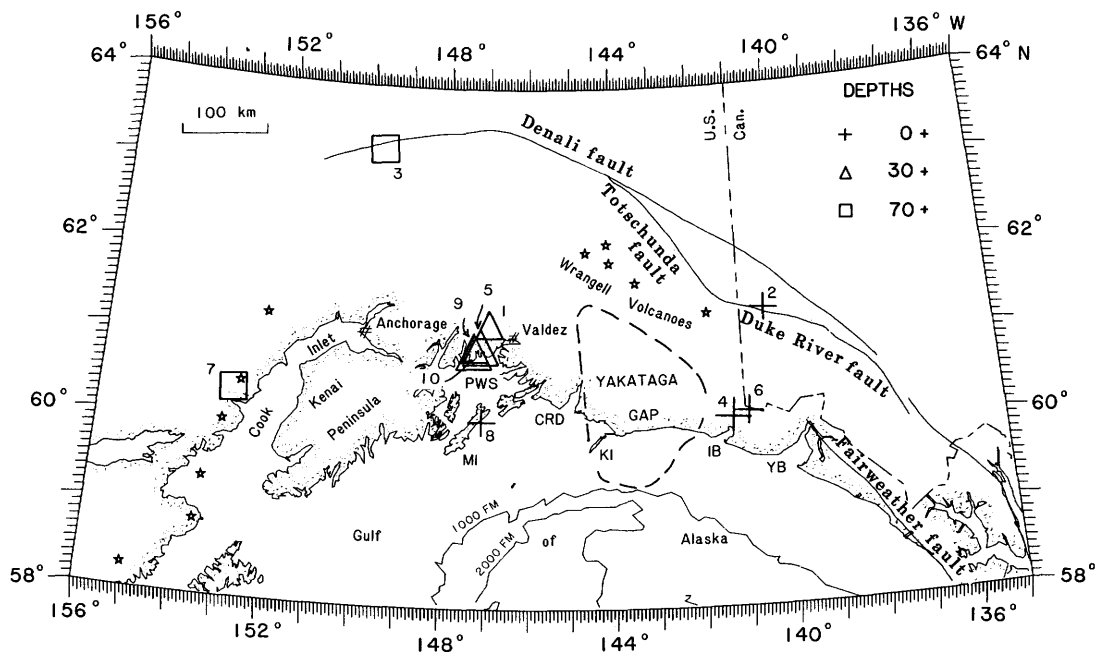 156°
152°
148°
144°
140°
136° W
64°
64° N
100 km
U.S.
Can.
DEPTHS
+ 0+
△ 30+
□ 70+
Denali fault
3
Totschunda
fault
62°
62°
Wrangell
Volcanoes
2
Duke River fault
9
5
1
Anchorage
Valdez
Inlet
7
10
PWS
YAKATAGA
GAP
60°
60°
Cook
Kenai
Peninsula
CRD
4
6
8
MI
KI
IB
YB
Fairweather fault
1000 FM
2000 FM
Gulf
of
Alaska
z
58°
58°
156°
152°
148°
144°
140°
136°